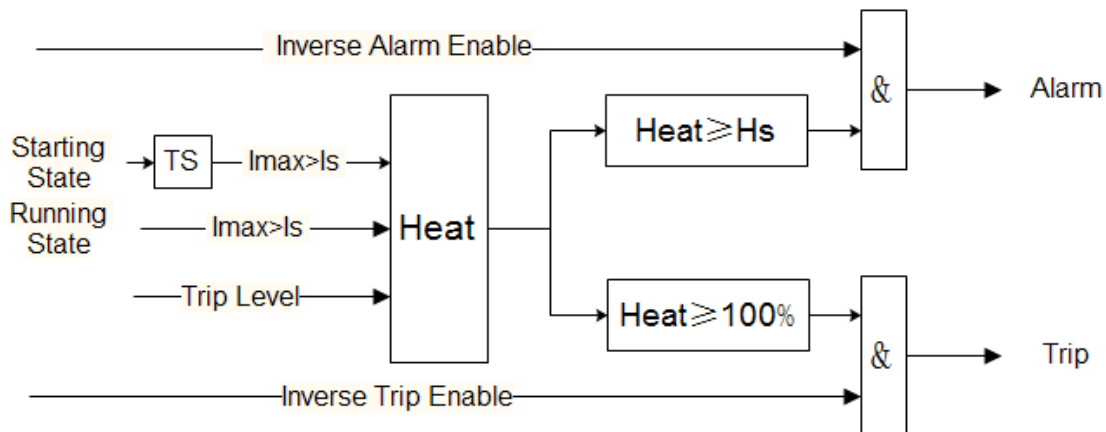 Inverse Alarm Enable
&
Alarm
Heat≥Hs
Starting
State
TS
Imax>Is
Running
State
Imax>Is
Heat
Trip Level
Heat≥100%
&
Trip
Inverse Trip Enable